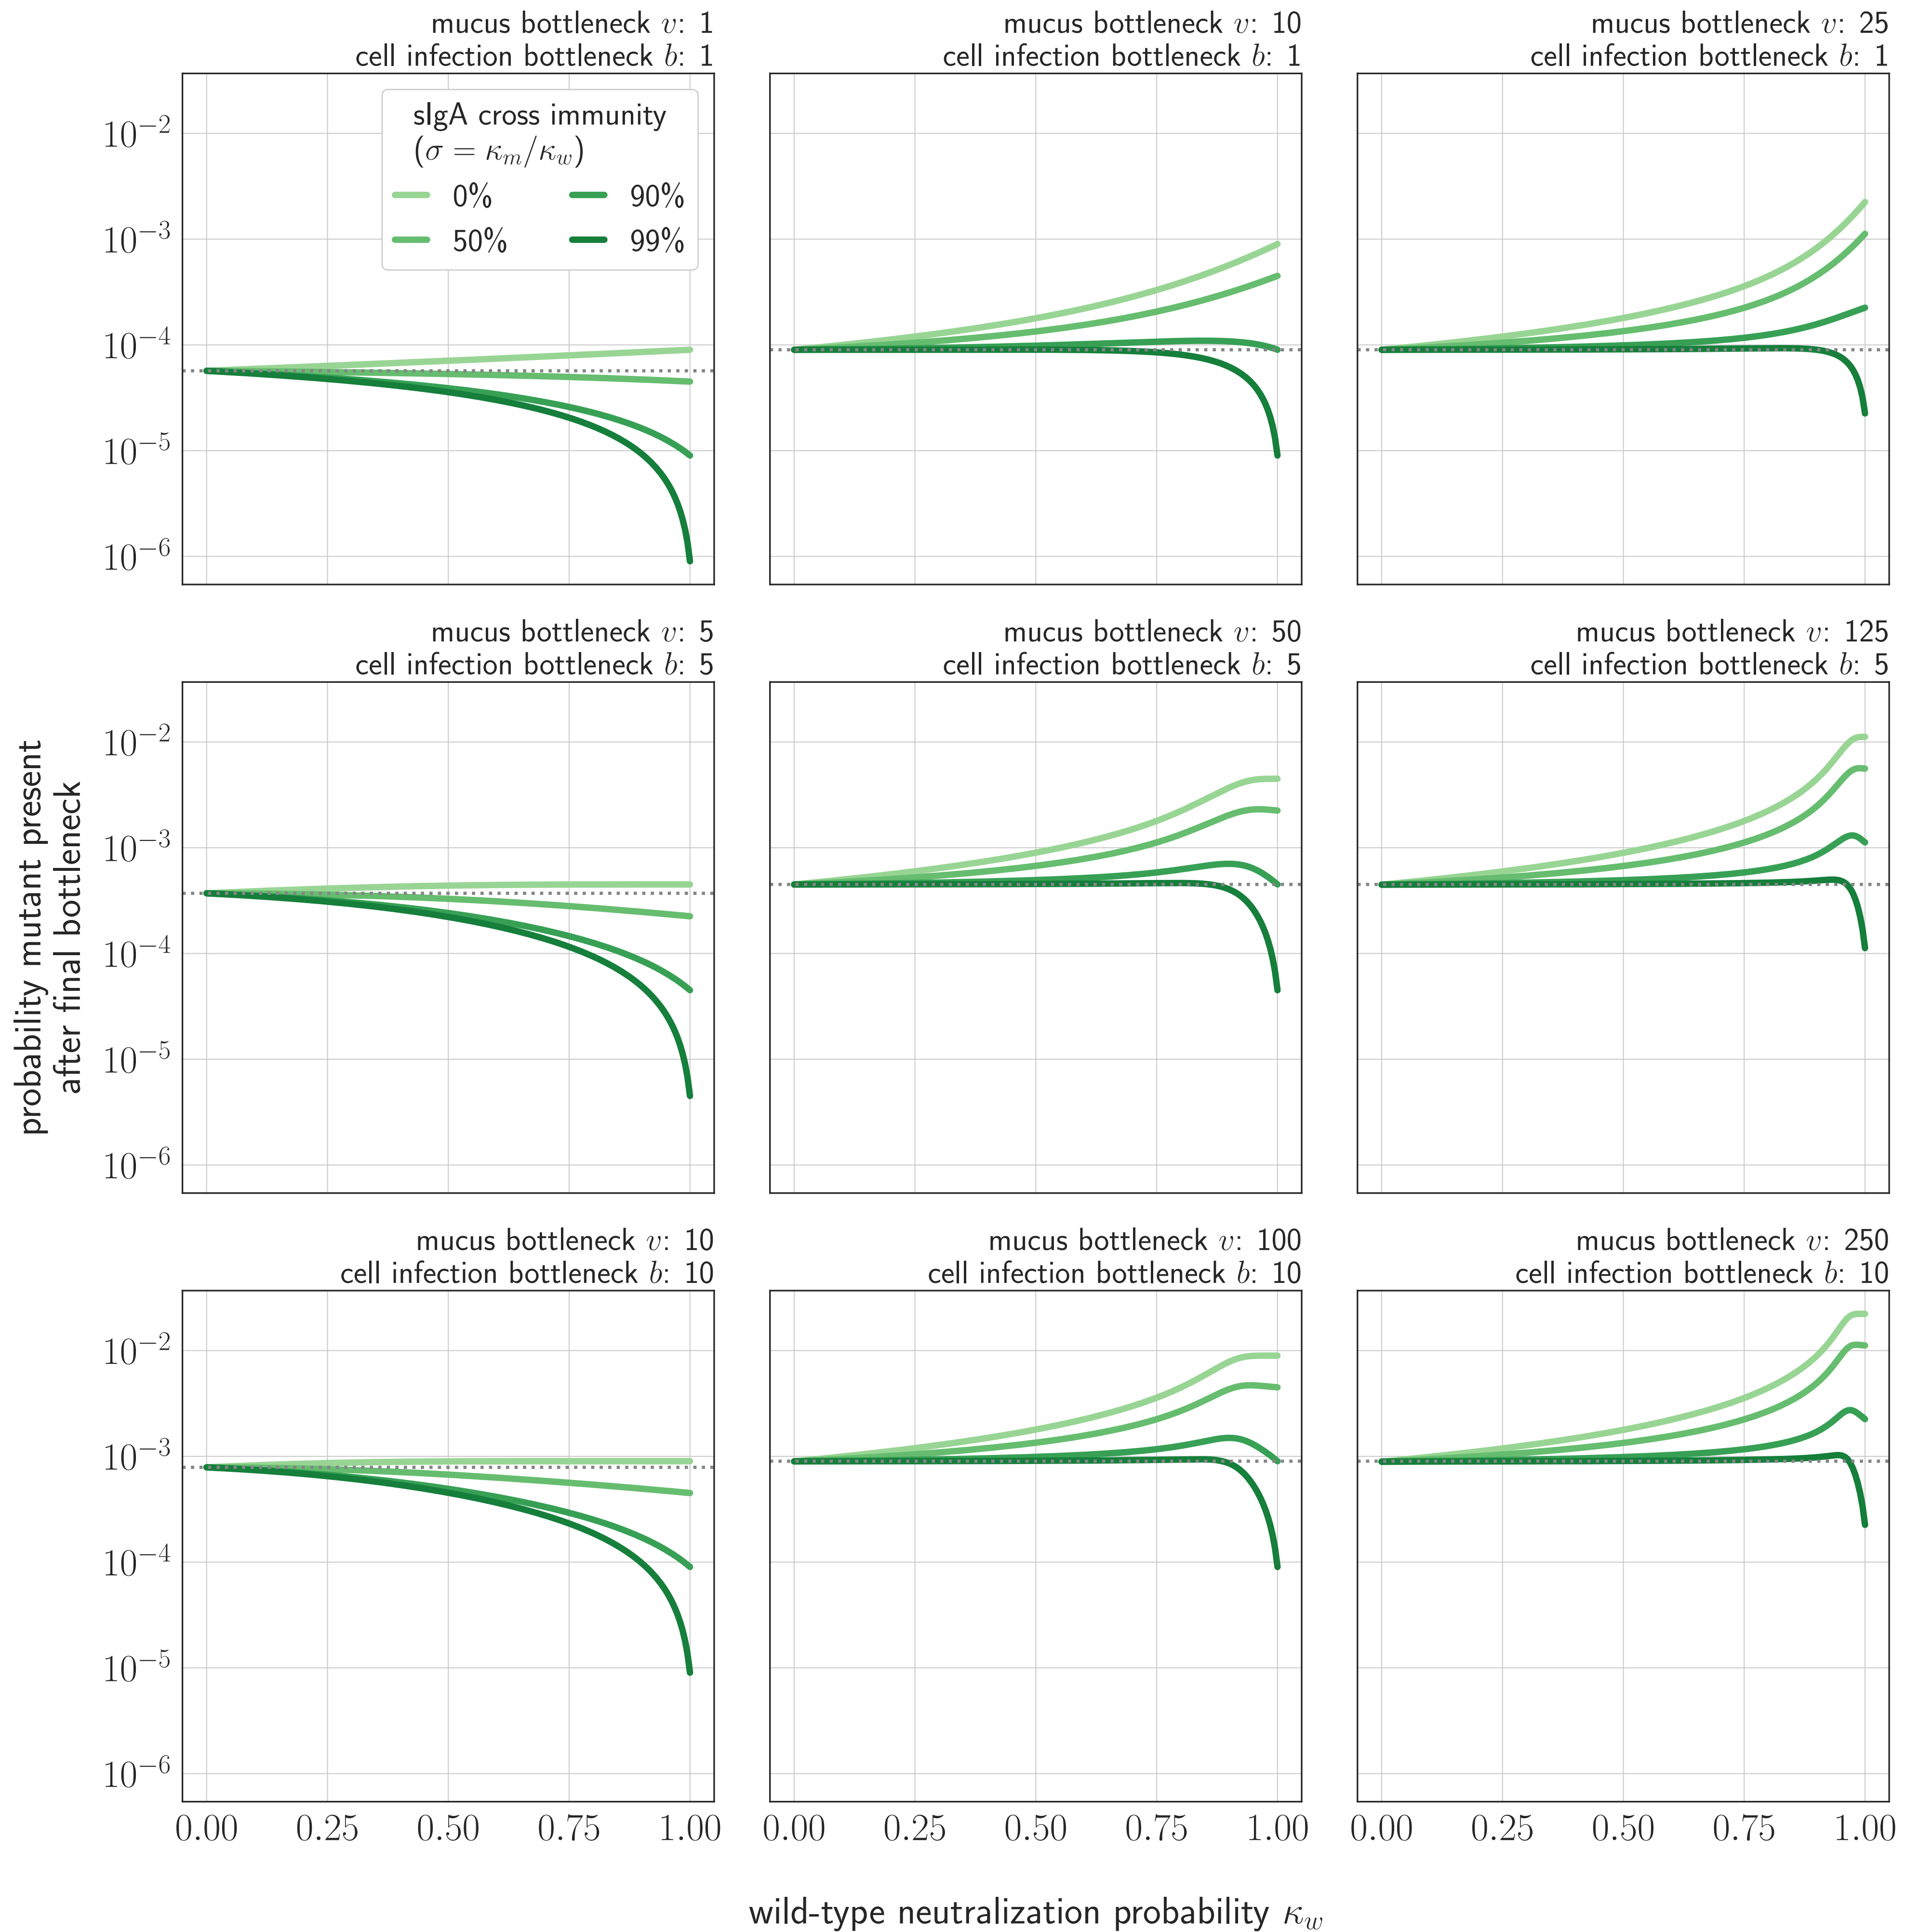 mucus bottleneck v: 1
cell infection bottleneck b: 1
mucus bottleneck v: 10
cell infection bottleneck b: 1
mucus bottleneck v: 25
cell infection bottleneck b: 1
sIgA cross immunity
(σ = κₘ/κ_w)
0%
90%
50%
99%
10⁻²
10⁻³
10⁻⁴
10⁻⁵
10⁻⁶
mucus bottleneck v: 5
cell infection bottleneck b: 5
mucus bottleneck v: 50
cell infection bottleneck b: 5
mucus bottleneck v: 125
cell infection bottleneck b: 5
probability mutant present
after final bottleneck
10⁻²
10⁻³
10⁻⁴
10⁻⁵
10⁻⁶
mucus bottleneck v: 10
cell infection bottleneck b: 10
mucus bottleneck v: 100
cell infection bottleneck b: 10
mucus bottleneck v: 250
cell infection bottleneck b: 10
10⁻²
10⁻³
10⁻⁴
10⁻⁵
10⁻⁶
0.00 0.25 0.50 0.75 1.00
0.00 0.25 0.50 0.75 1.00
0.00 0.25 0.50 0.75 1.00
wild-type neutralization probability κ_w